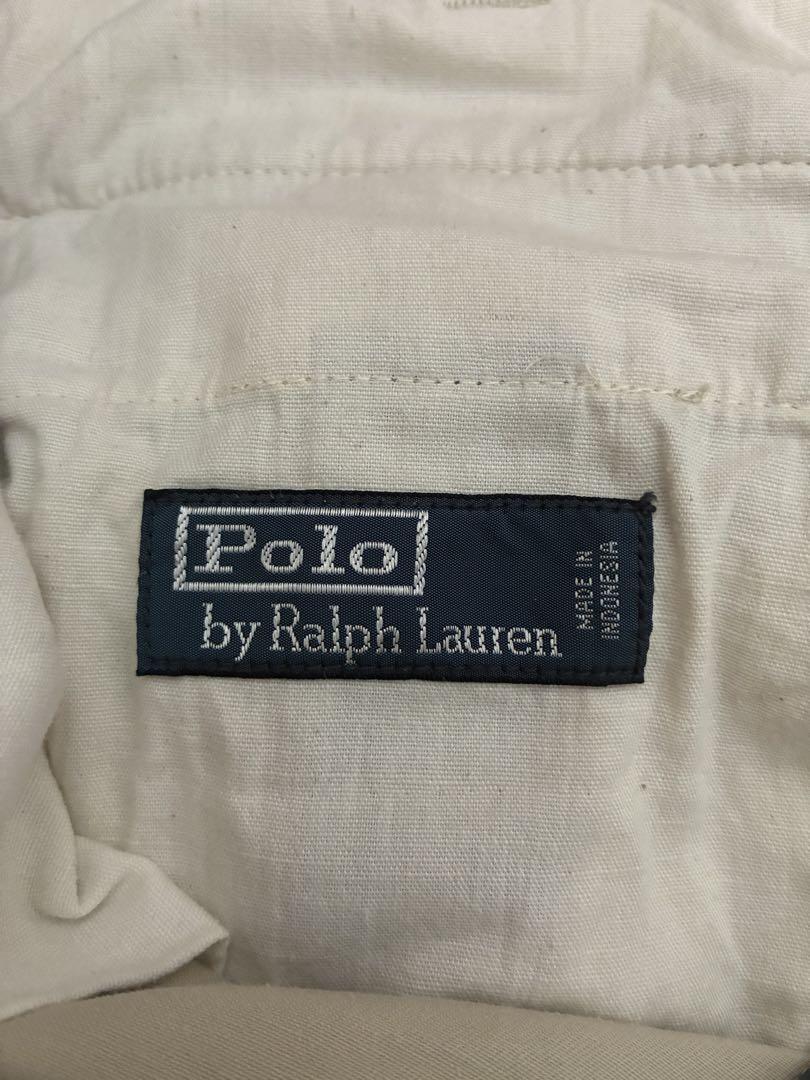 Polo
by Ralph Lauren
MADE IN
INDONESIA